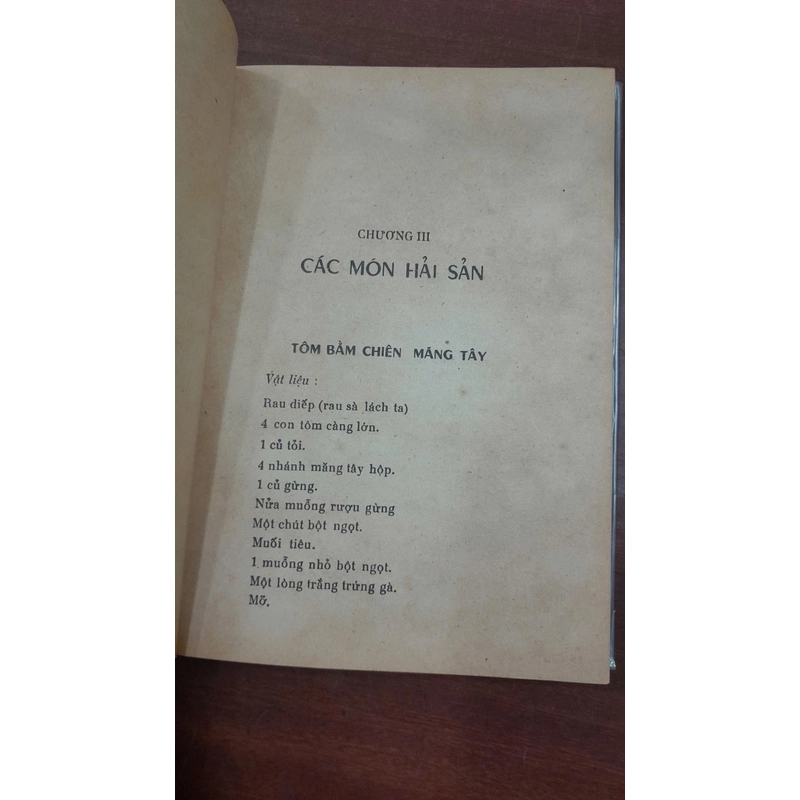 CHƯƠNG III
CÁC MÓN HẢI SẢN
TÔM BẰM CHIÊN MĂNG TÂY
Vật liệu :
Rau diếp (rau sà lách ta)
4 con tôm càng lớn.
1 củ tỏi.
4 nhánh măng tây hộp.
1 củ gừng.
Nửa muỗng rượu gừng
Một chút bột ngọt.
Muối tiêu.
1 muỗng nhỏ bột ngọt.
Một lòng trắng trứng gà.
Mỡ.